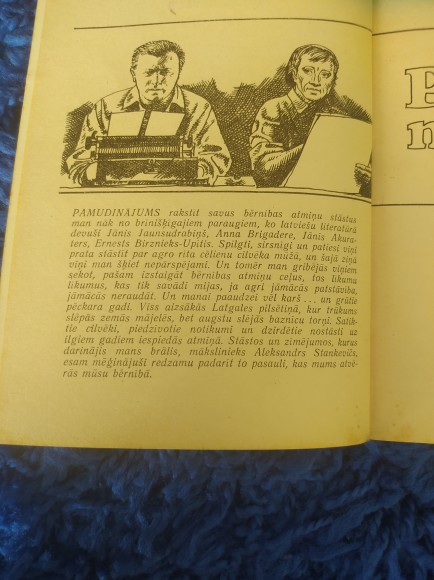 PAMUDINĀJUMS rakstīt savus bērnības atmiņu stāstus
man nāk no brīnišķīgajiem paraugiem, ko latviešu literatūrā
devuši Jānis Jaunsudrabiņš, Anna Brigadere, Jānis Akura-
ters, Ernests Birznieks-Upītis. Spilgti, sirsnīgi un patiesi viņi
prata stāstīt par agro rīta cēlienu cilvēka mūžā, un šajā ziņā
viņi man šķiet nepārspējami. Un tomēr man gribējās viņiem
sekot, pašam izstaigāt bērnības atmiņu ceļus, tos līkumu
līkumus, kas tik savādi mijas, ja agri jāmācās patstāvība,
jāmācās neraudāt. Un manai paaudzei vēl karš... un grūtie
pēckara gadi. Viss aizsākās Latgales pilsētiņā, kur trūkums
slēpās zemās mājelēs, bet augstu slējās baznīcu torņi. Satik-
tie cilvēki, piedzīvotie notikumi un dzirdētie nostāsti uz
ilgiem gadiem iespiedās atmiņā. Stāstos un zīmējumos, kurus
darinājis mans brālis, mākslinieks Aleksandrs Stankevičs,
esam mēģinājuši redzamu padarīt to pasauli, kas mums atvē-
rās mūsu bērnībā.